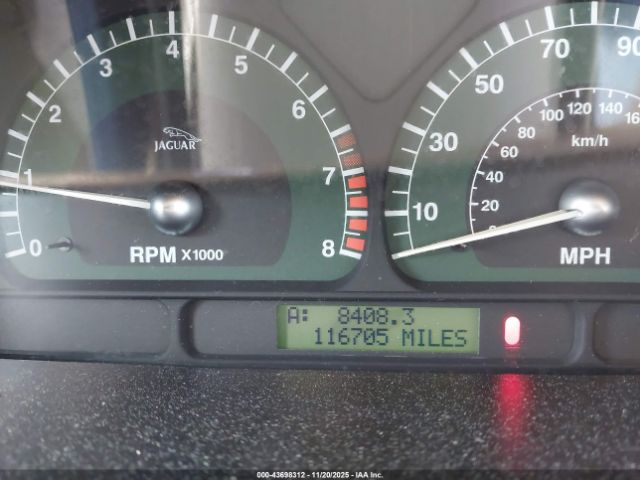 0 1 2 3 4 5 6 7 8
JAGUAR
RPM X1000
10 30 50 70 90
0 20 40 60 80 100 120 140
km/h
MPH
A: 8408.3
116705 MILES
000-43698312 - 11/20/2025 - IAA Inc.